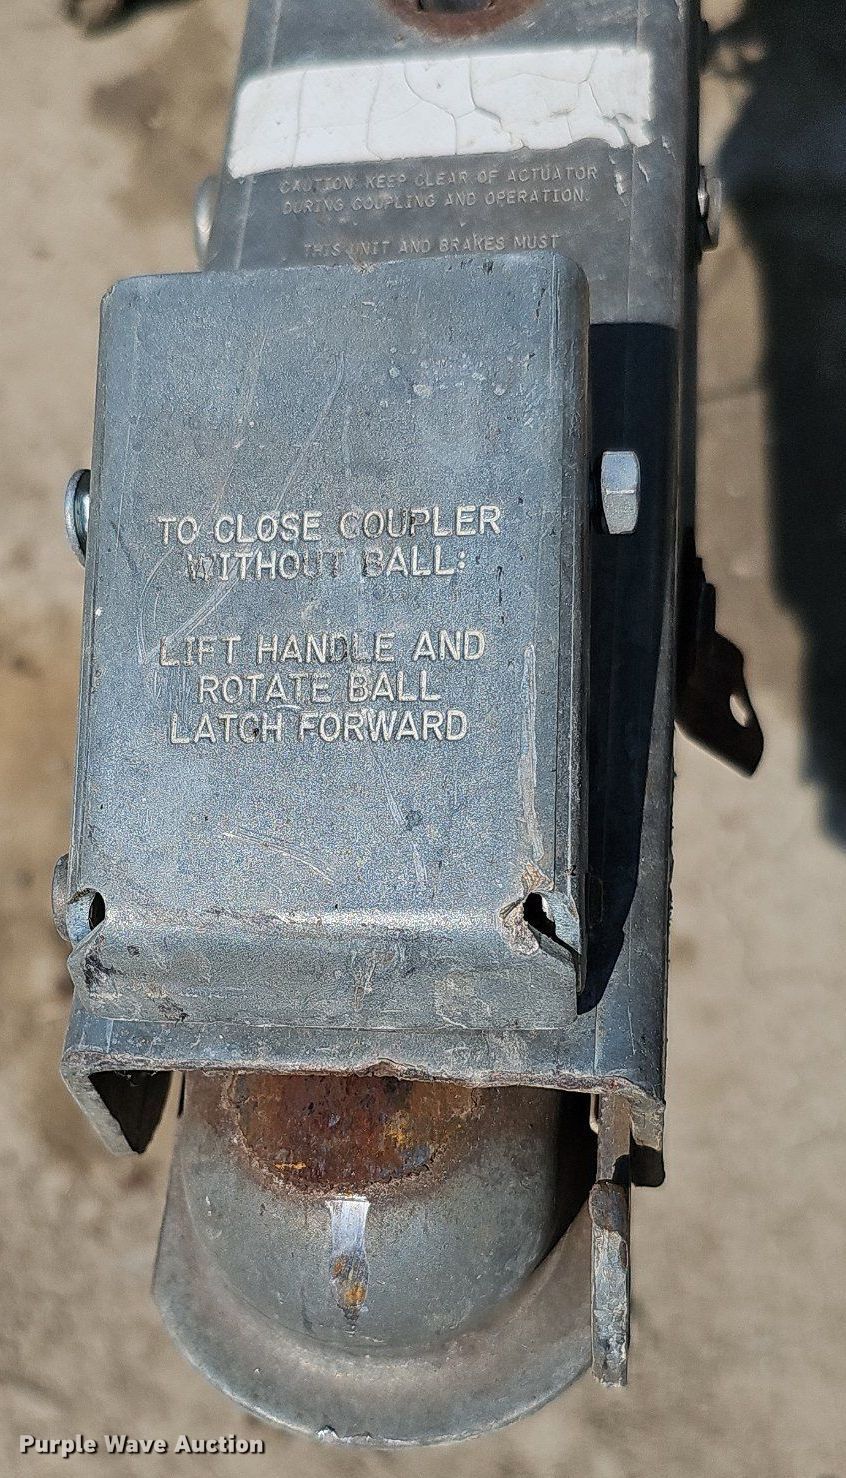 CAUTION: KEEP CLEAR OF ACTUATOR
DURING COUPLING AND OPERATION.
THIS UNIT AND BRAKES MUST
TO CLOSE COUPLER
WITHOUT BALL:
LIFT HANDLE AND
ROTATE BALL
LATCH FORWARD
Purple Wave Auction